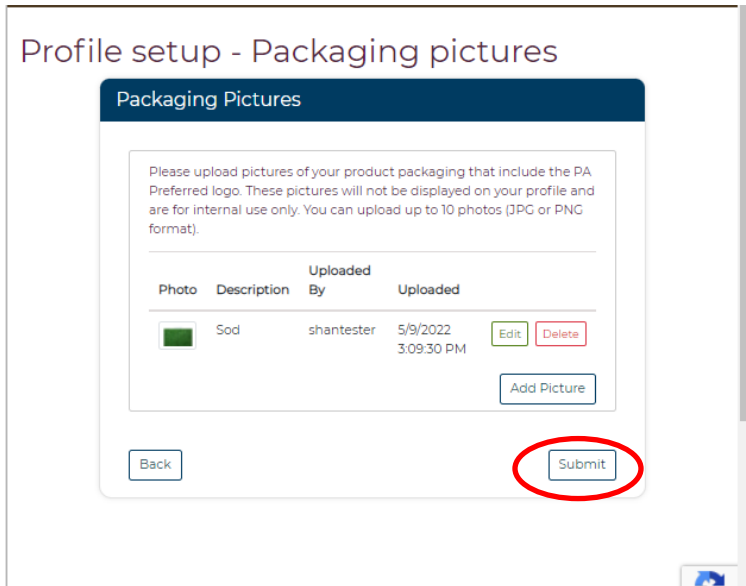 Profile setup - Packaging pictures
Packaging Pictures
Please upload pictures of your product packaging that include the PA
Preferred logo. These pictures will not be displayed on your profile and
are for internal use only. You can upload up to 10 photos (JPG or PNG
format).
Photo Description Uploaded By Uploaded
Sod shantester 5/9/2022 3:09:30 PM Edit Delete
Add Picture
Back Submit